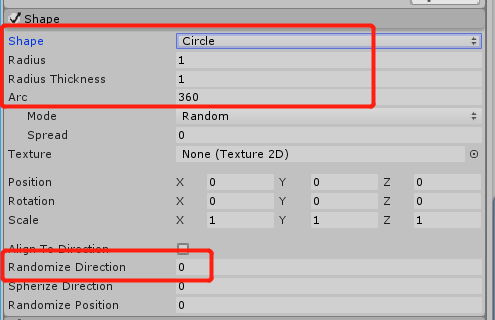 Shape
Shape Circle
Radius 1
Radius Thickness 1
Arc 360
Mode Random
Spread 0
Texture None (Texture 2D)
Position X 0 Y 0 Z 0
Rotation X 0 Y 0 Z 0
Scale X 1 Y 1 Z 1
Align To Direction
Randomize Direction 0
Spherize Direction 0
Randomize Position 0